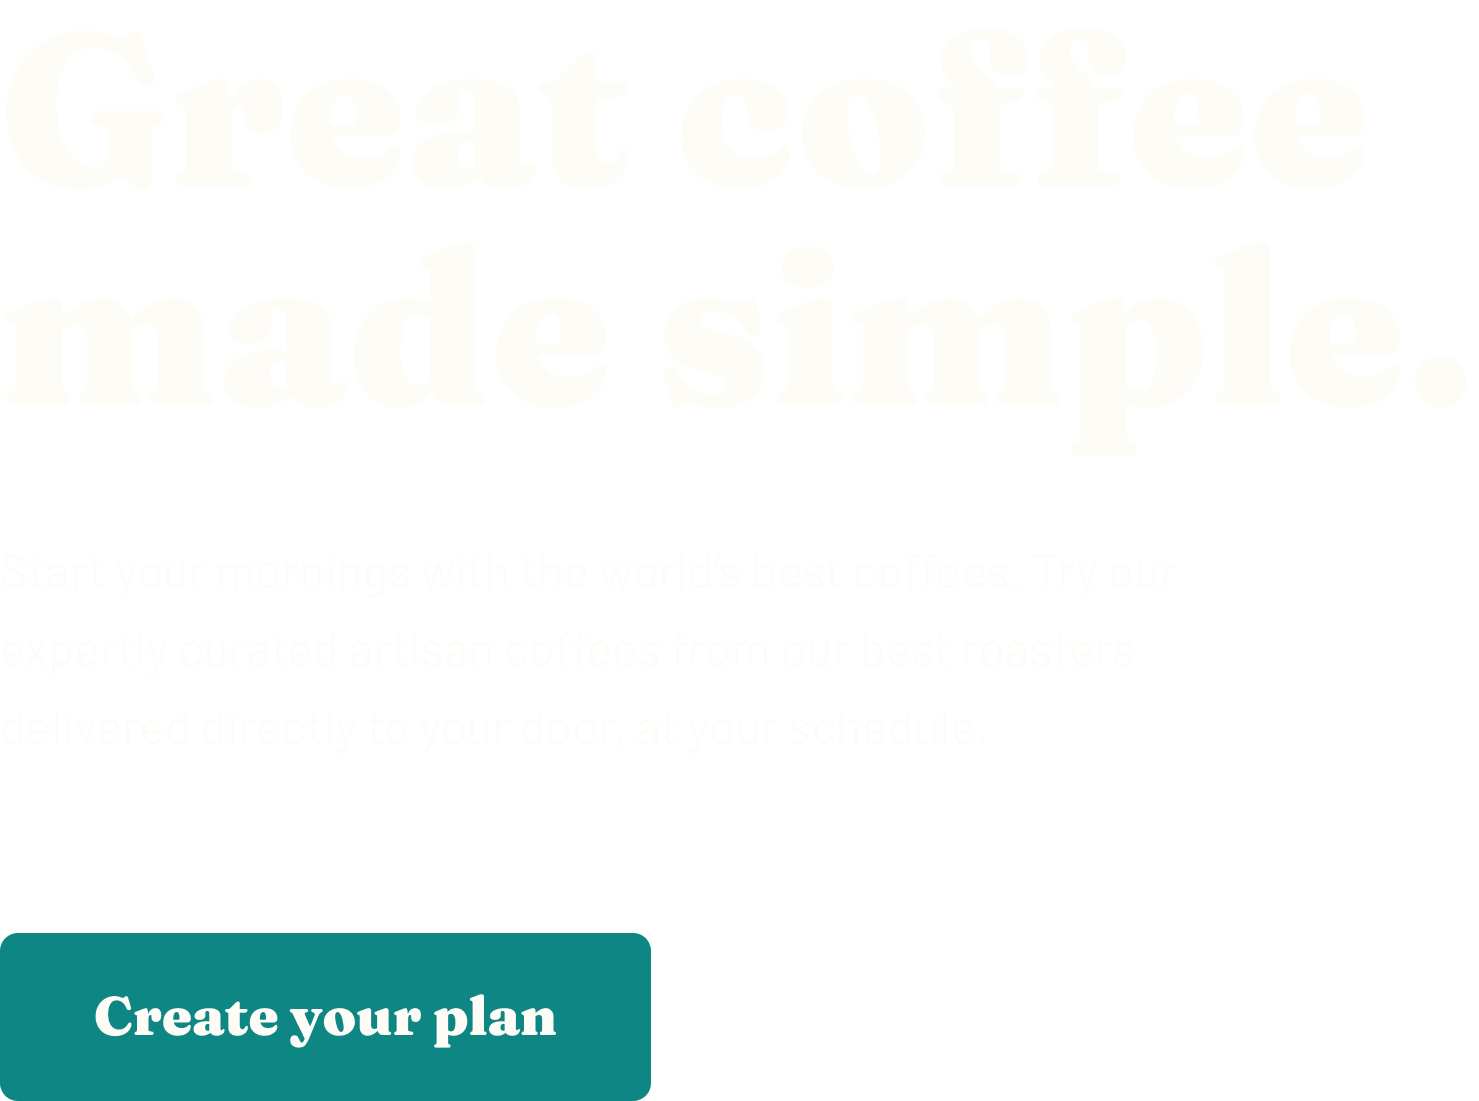 Great coffee
made simple.
Start your mornings with the world’s best coffees. Try our
expertly curated artisan coffees from our best roasters
delivered directly to your door, at your schedule.
Create your plan